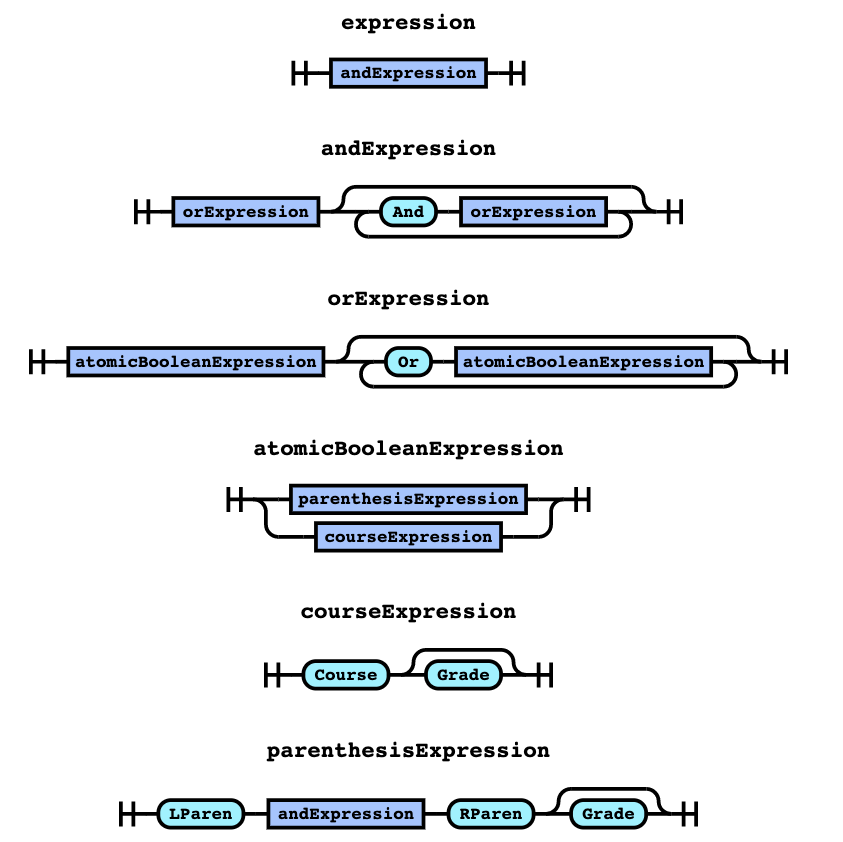 expression
andExpression
andExpression
orExpression And orExpression
orExpression
atomicBooleanExpression Or atomicBooleanExpression
atomicBooleanExpression
parenthesisExpression
courseExpression
courseExpression
Course Grade
parenthesisExpression
LParen andExpression RParen Grade